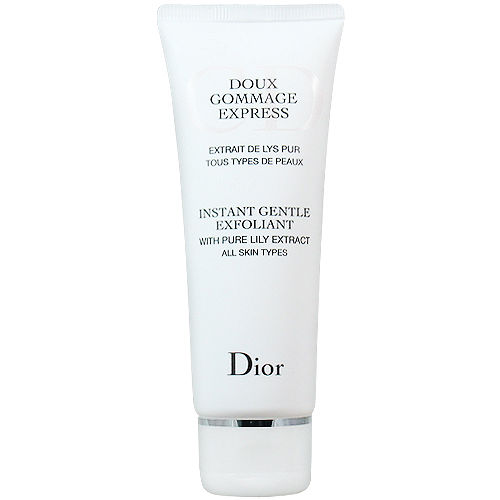 DOUX
GOMMAGE
EXPRESS
EXTRAIT DE LYS PUR
TOUS TYPES DE PEAUX
INSTANT GENTLE
EXFOLIANT
WITH PURE LILY EXTRACT
ALL SKIN TYPES
Dior